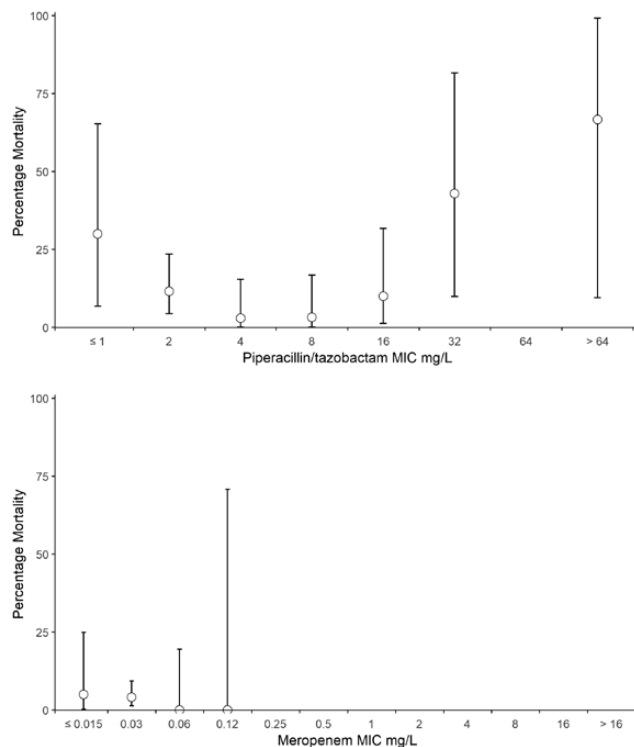 100
75
50
25
0
Percentage Mortality
≤ 1 2 4 8 16 32 64 > 64
Piperacillin/tazobactam MIC mg/L
100
75
50
25
0
Percentage Mortality
≤ 0.015 0.03 0.06 0.12 0.25 0.5 1 2 4 8 16 > 16
Meropenem MIC mg/L